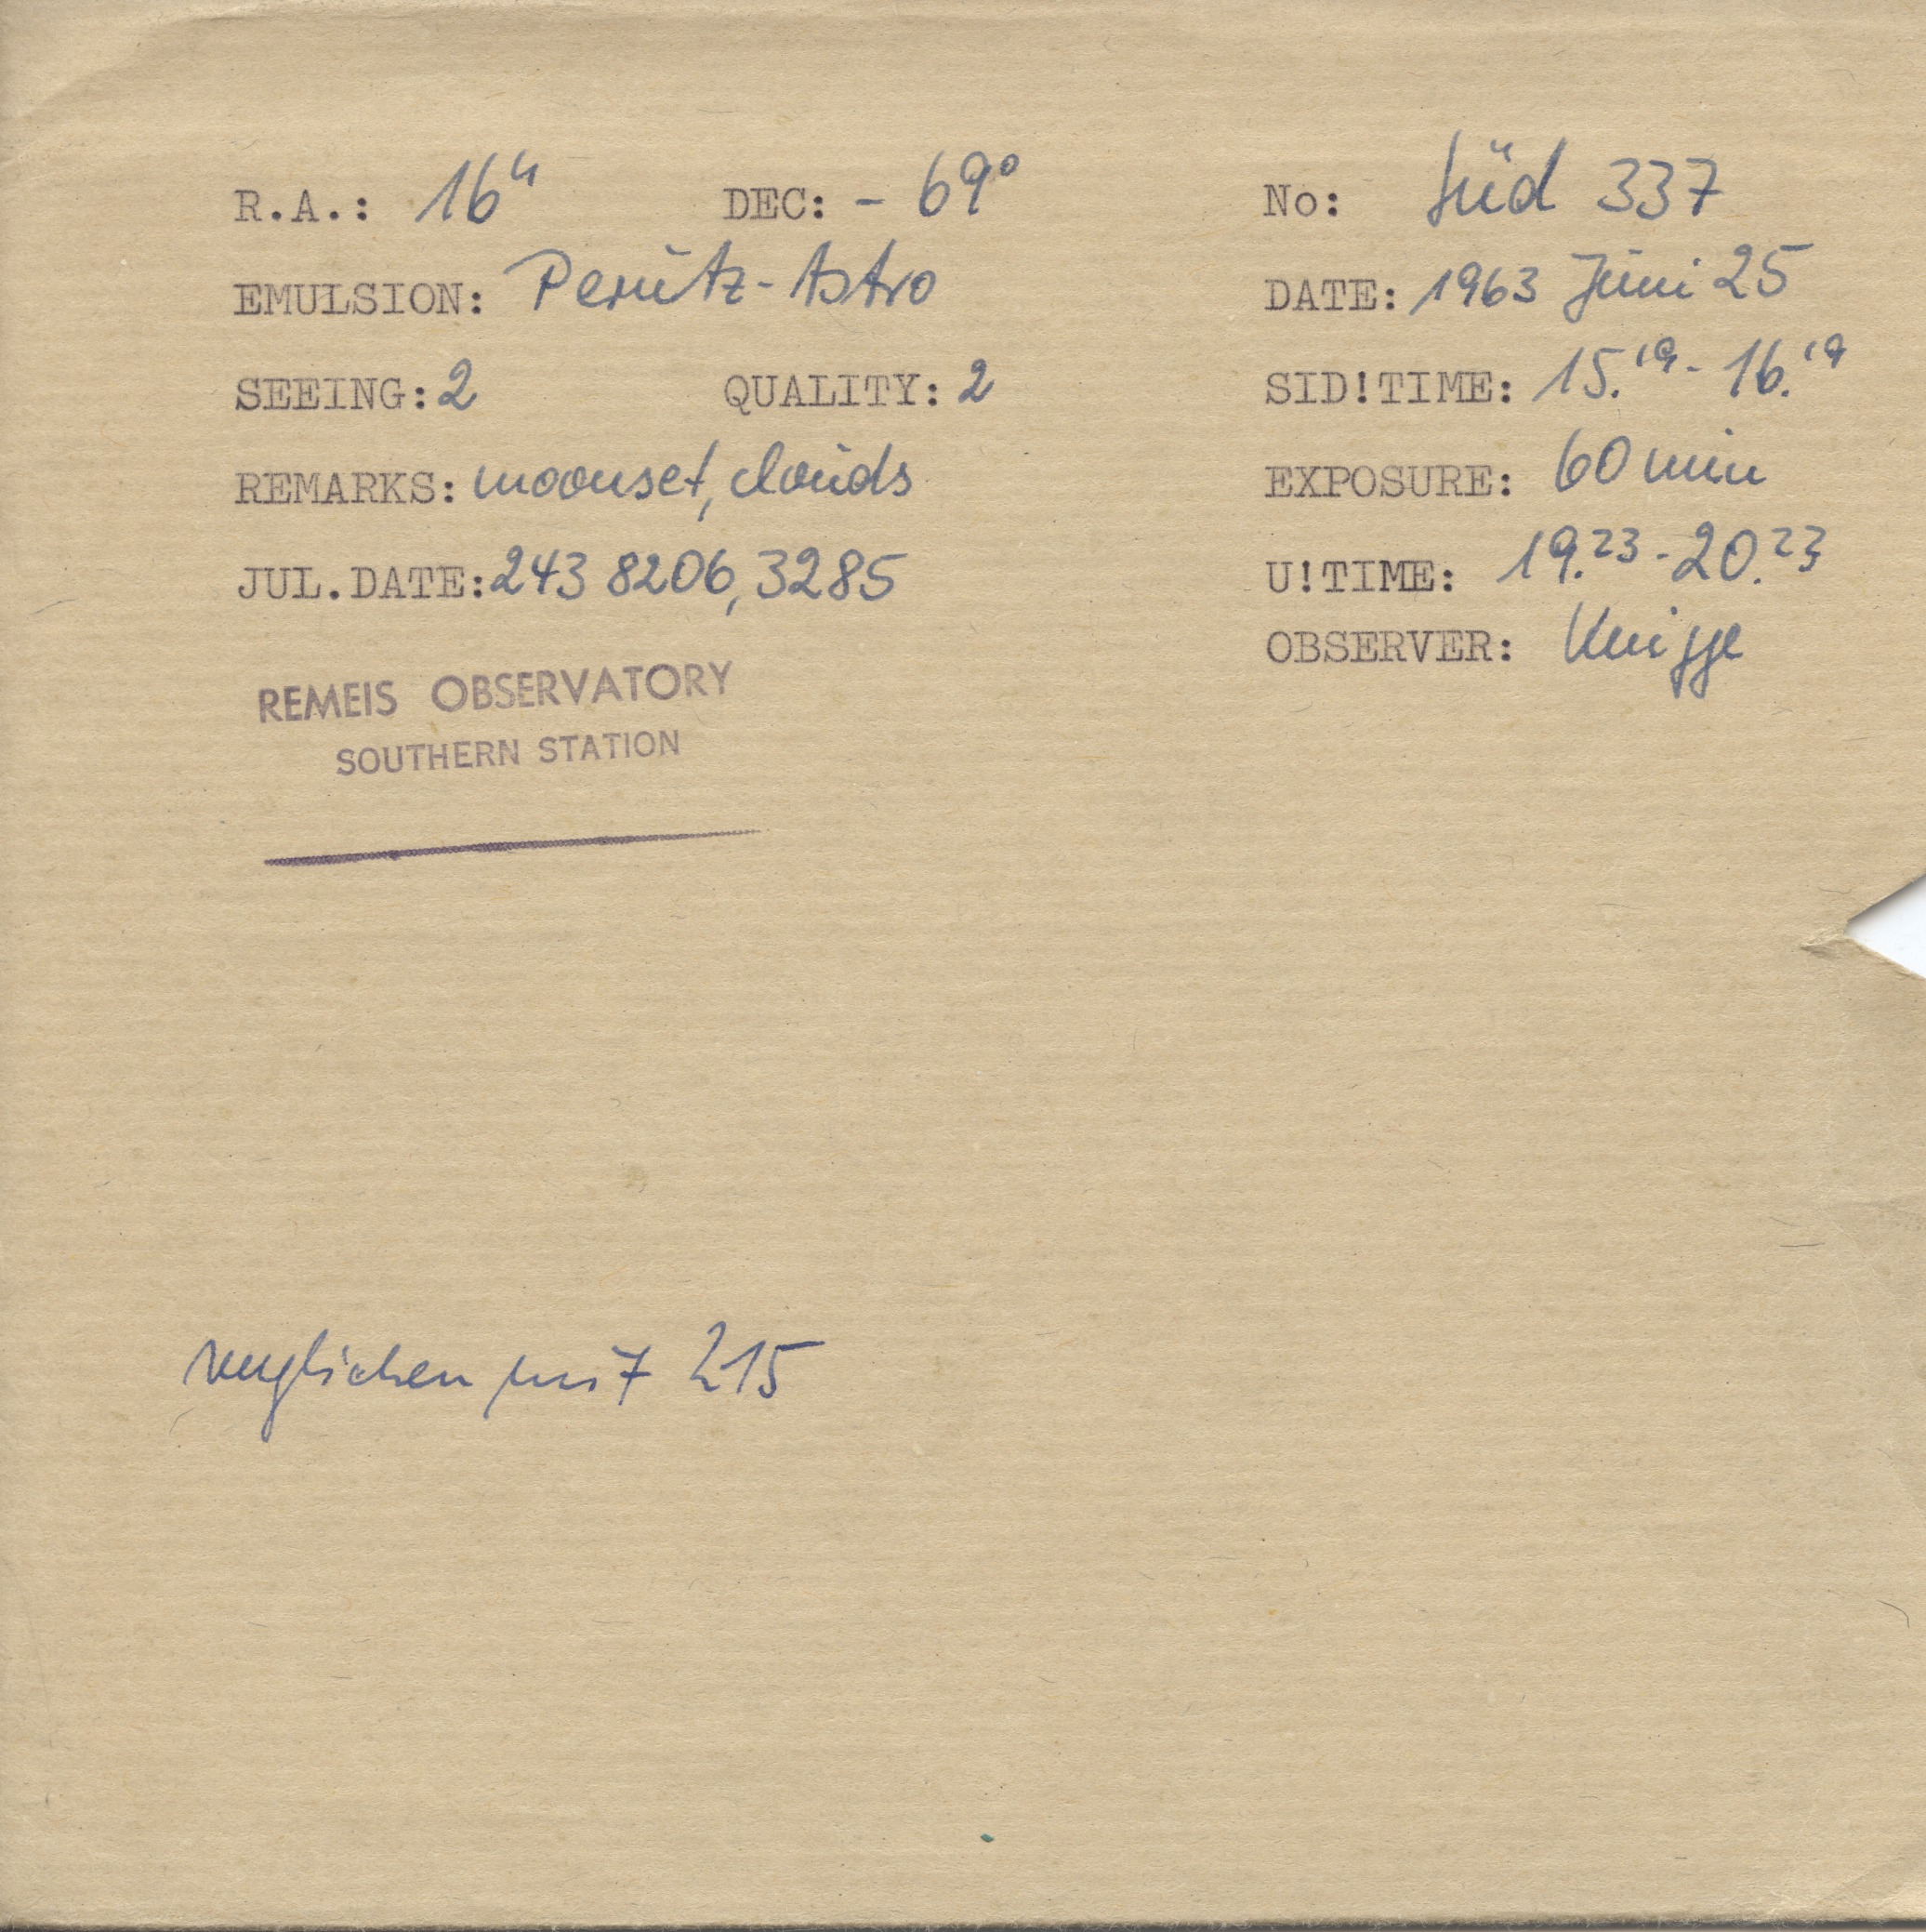 R.A.: 16h DEC: - 69° No: Süd 337
EMULSION: Perutz-Astro DATE: 1963 Juni 25
SEEING: 2 QUALITY: 2 SID!TIME: 15.19 - 16.19
REMARKS: moonset, clouds EXPOSURE: 60 min
JUL.DATE: 243 8206,3285 U!TIME: 19.23 - 20.23
OBSERVER: Knigge
REMEIS OBSERVATORY
SOUTHERN STATION
verglichen mit 215